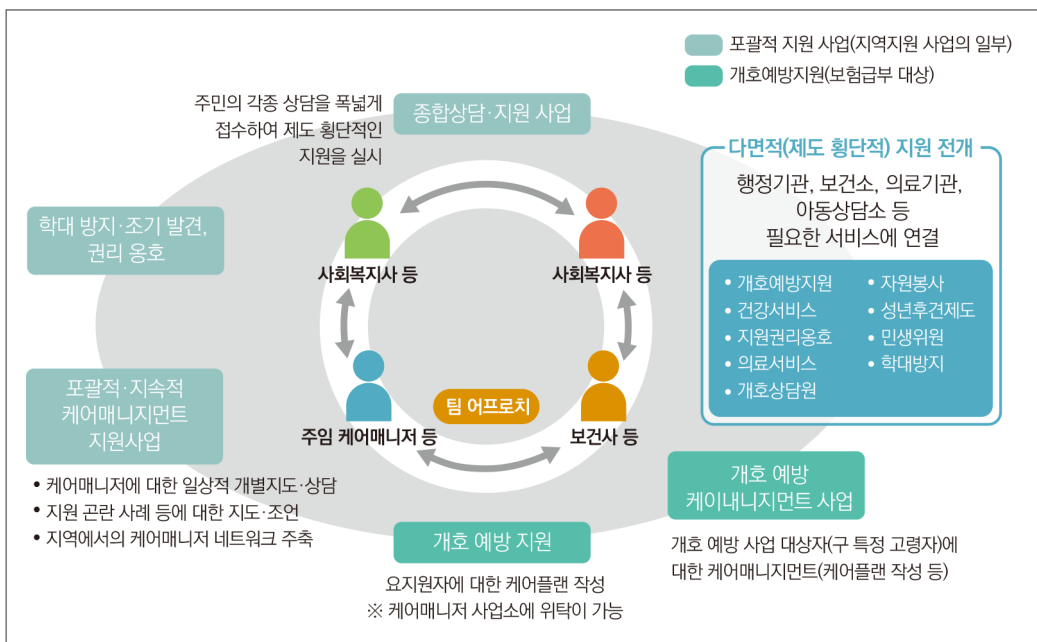 포괄적 지원 사업(지역지원 사업의 일부)
개호예방지원(보험급부 대상)
주민의 각종 상담을 폭넓게
접수하여 제도 횡단적인
지원을 실시
종합상담·지원 사업
다면적(제도 횡단적) 지원 전개
행정기관, 보건소, 의료기관,
아동상담소 등
필요한 서비스에 연결
• 개호예방지원
• 건강서비스
• 지원권리옹호
• 의료서비스
• 개호상담원
• 자원봉사
• 성년후견제도
• 민생위원
• 학대방지
학대 방지·조기 발견,
권리 옹호
사회복지사 등
사회복지사 등
포괄적·지속적
케어매니지먼트
지원사업
팀 어프로치
주임 케어매니저 등
보건사 등
• 케어매니저에 대한 일상적 개별지도·상담
• 지원 곤란 사례 등에 대한 지도·조언
• 지역에서의 케어매니저 네트워크 주축
개호 예방
케이내니지먼트 사업
개호 예방 사업 대상자(구 특정 고령자)에
대한 케어매니지먼트(케어플랜 작성 등)
개호 예방 지원
요지원자에 대한 케어플랜 작성
※ 케어매니저 사업소에 위탁이 가능